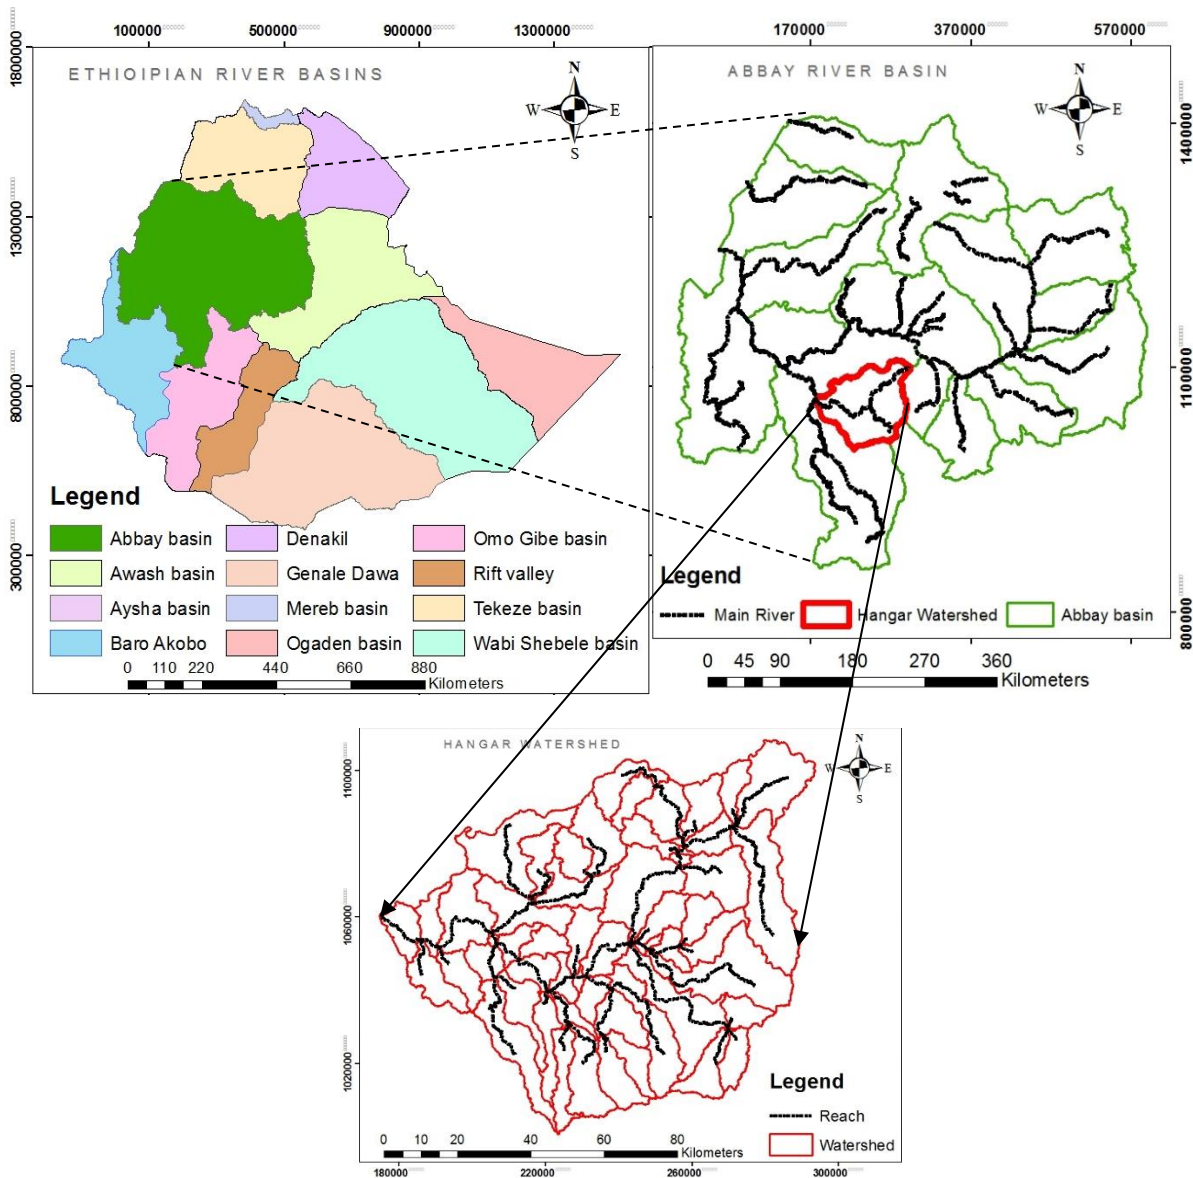 100000 500000 900000 1300000
1800000
1300000
800000
300000
ETHIOIPIAN RIVER BASINS
N
W E
S
Legend
Abbay basin Denakil Omo Gibe basin
Awash basin Genale Dawa Rift valley
Aysha basin Mereb basin Tekeze basin
Baro Akobo Ogaden basin Wabi Shebele basin
0 110 220 440 660 880
Kilometers
1700000 3700000 5700000
1400000
1100000
800000
ABBAY RIVER BASIN
N
W E
S
Legend
Main River Hangar Watershed Abbay basin
0 45 90 180 270 360
Kilometers
HANGAR WATERSHED
N
W E
S
1100000
1060000
1020000
Legend
Reach
Watershed
0 10 20 40 60 80
Kilometers
180000 220000 260000 300000